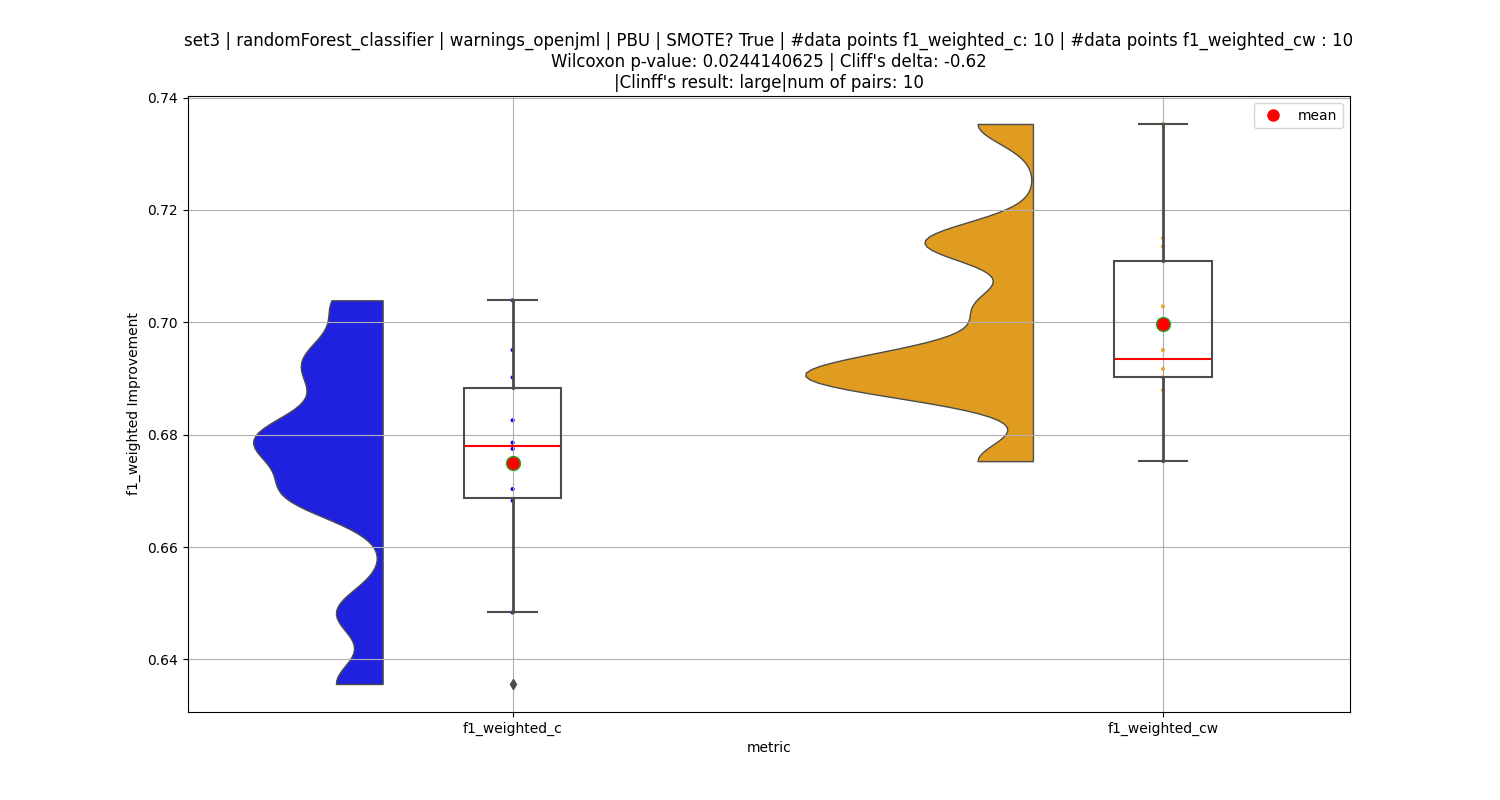 set3 | randomForest_classifier | warnings_openjml | PBU | SMOTE? True | #data points f1_weighted_c: 10 | #data points f1_weighted_cw : 10
Wilcoxon p-value: 0.0244140625 | Cliff's delta: -0.62
|Clinff's result: large|num of pairs: 10
mean
0.74
0.72
0.70
0.68
0.66
0.64
f1_weighted Improvement
f1_weighted_c
f1_weighted_cw
metric